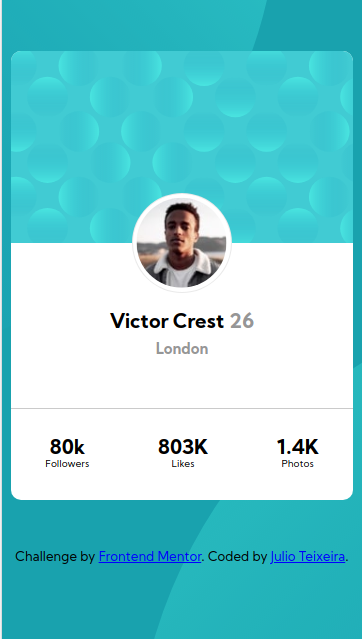 Victor Crest 26
London
80k 803K 1.4K
Followers Likes Photos
Challenge by Frontend Mentor. Coded by Julio Teixeira.